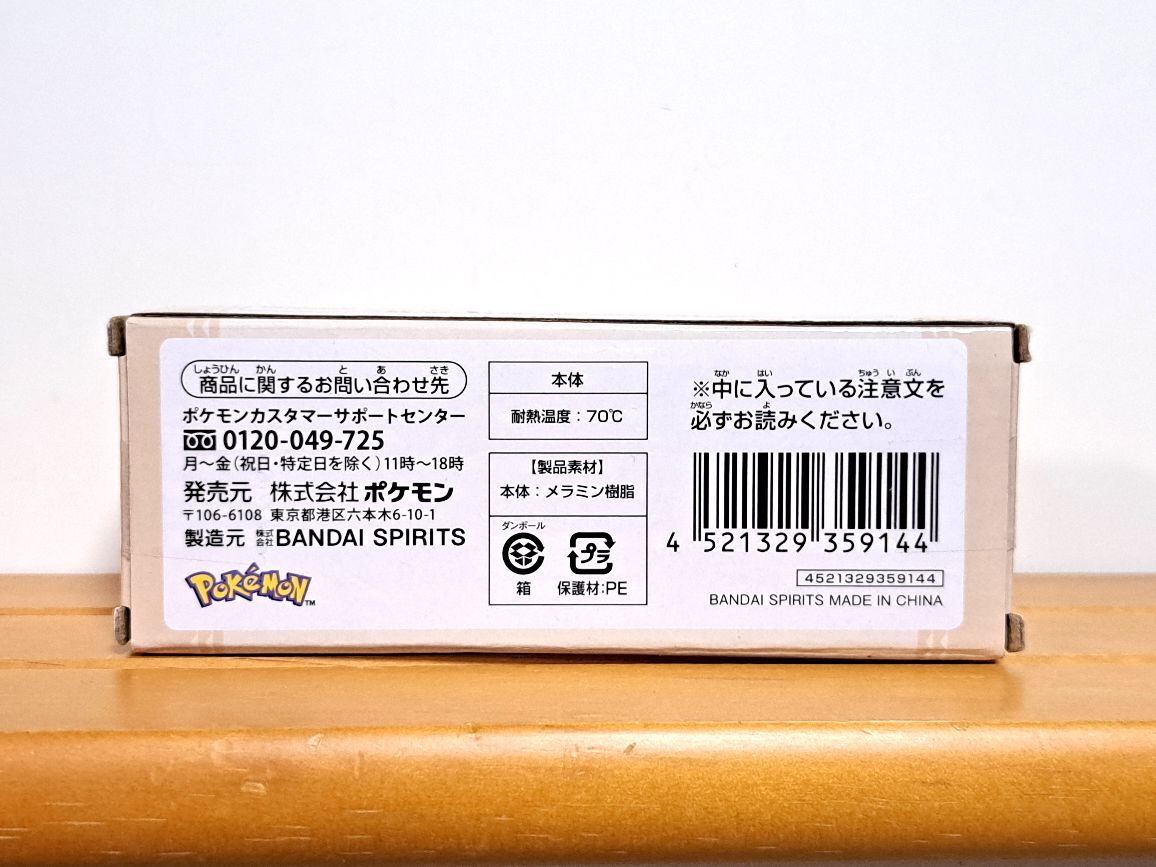 しょうひん かん と あ さき
商品に関するお問い合わせ先
ポケモンカスタマーサポートセンター
0120-049-725
月～金(祝日・特定日を除く)11時～18時
発売元 株式会社ポケモン
〒106-6108 東京都港区六本木6-10-1
製造元 株式会社BANDAI SPIRITS
POKéMON™
本体
耐熱温度：70℃
【製品素材】
本体：メラミン樹脂
ダンボール
箱
プラ
保護材:PE
なか はい ちゅう い ぶん
※中に入っている注意文を
かなら よ
必ずお読みください。
4 521329 359144
4521329359144
BANDAI SPIRITS MADE IN CHINA